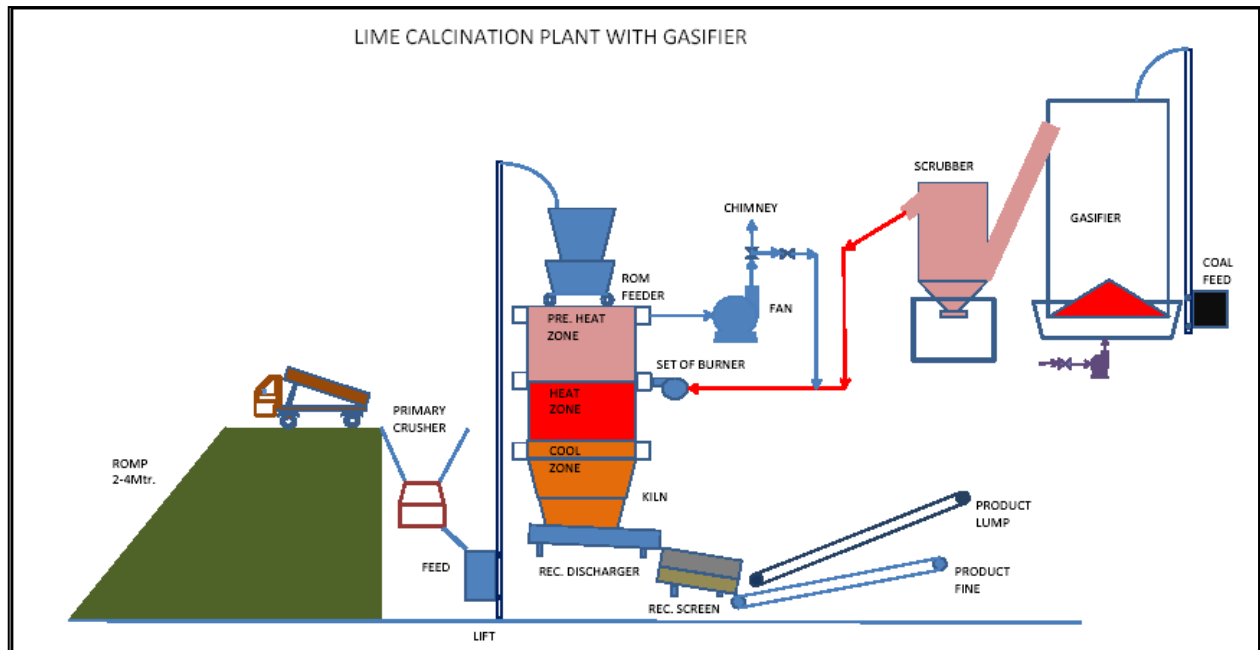 LIME CALCINATION PLANT WITH GASIFIER
SCRUBBER
CHIMNEY
GASIFIER
COAL
FEED
ROM
FEEDER
FAN
PRE. HEAT
ZONE
SET OF BURNER
HEAT
ZONE
PRIMARY
CRUSHER
COOL
ZONE
ROMP
2-4Mtr.
KILN
PRODUCT
LUMP
FEED
REC. DISCHARGER
PRODUCT
FINE
REC. SCREEN
LIFT